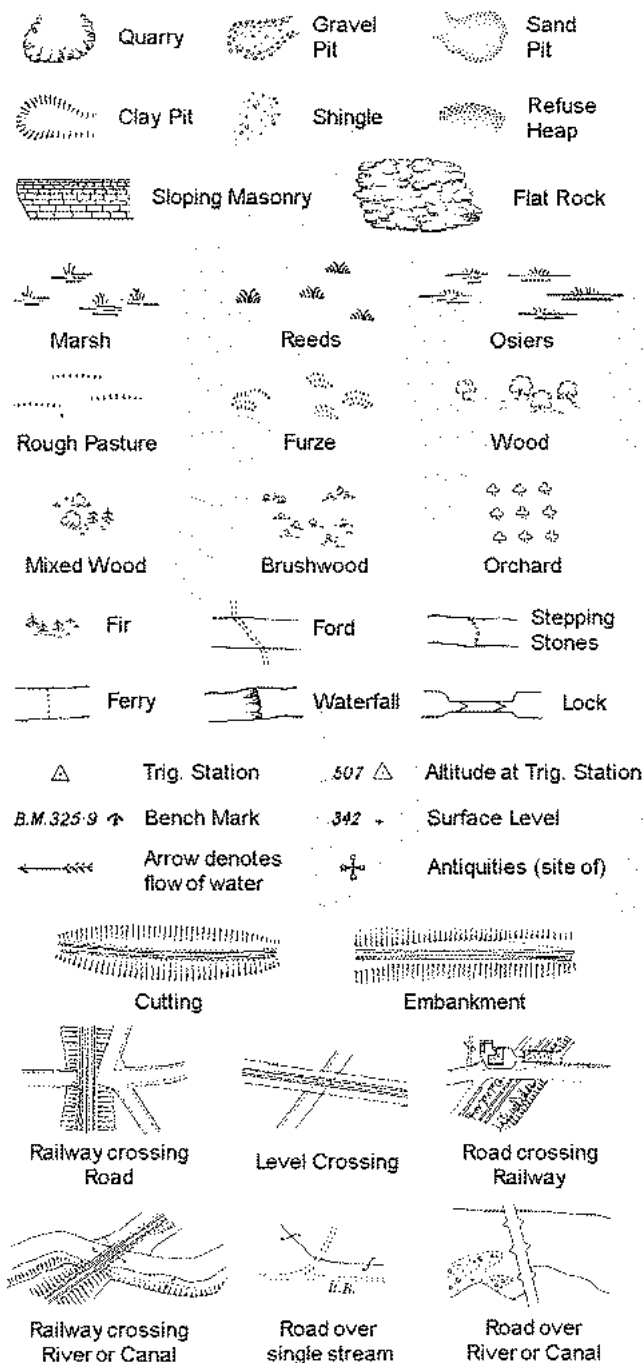 Quarry
Gravel
Pit
Sand
Pit
Clay Pit
Shingle
Refuse
Heap
Sloping Masonry
Flat Rock
Marsh
Reeds
Osiers
Rough Pasture
Furze
Wood
Mixed Wood
Brushwood
Orchard
Fir
Ford
Stepping
Stones
Ferry
Waterfall
Lock
Trig. Station
507
Altitude at Trig. Station
B.M. 325·9
Bench Mark
342
Surface Level
Arrow denotes
flow of water
Antiquities (site of)
Cutting
Embankment
Railway crossing
Road
Level Crossing
Road crossing
Railway
Railway crossing
River or Canal
Road over
single stream
Road over
River or Canal